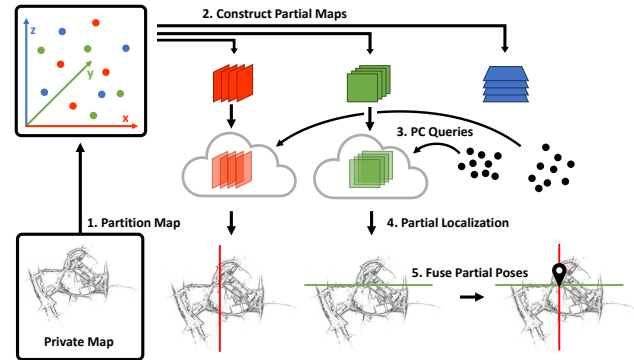 2. Construct Partial Maps
z
y
x
3. PC Queries
1. Partition Map
4. Partial Localization
5. Fuse Partial Poses
Private Map